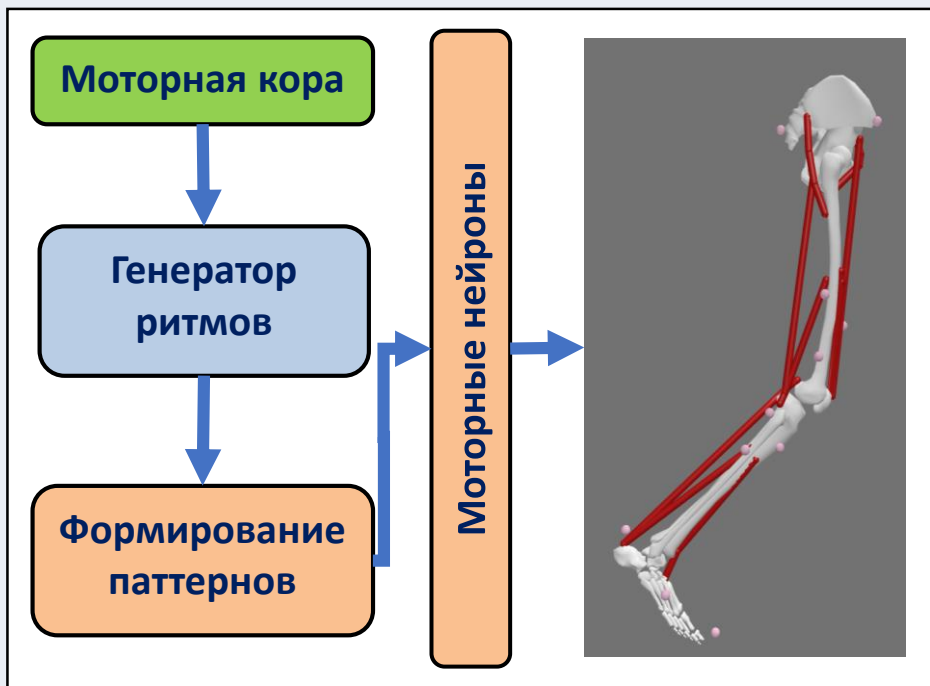 Моторная кора
Генератор
ритмов
Формирование
паттернов
Моторные нейроны